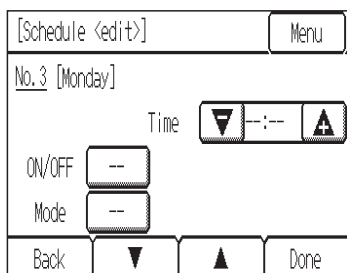 [Schedule <edit>] Menu
No.3 [Monday]
Time --:--
ON/OFF --
Mode --
Back ▼ ▲ Done